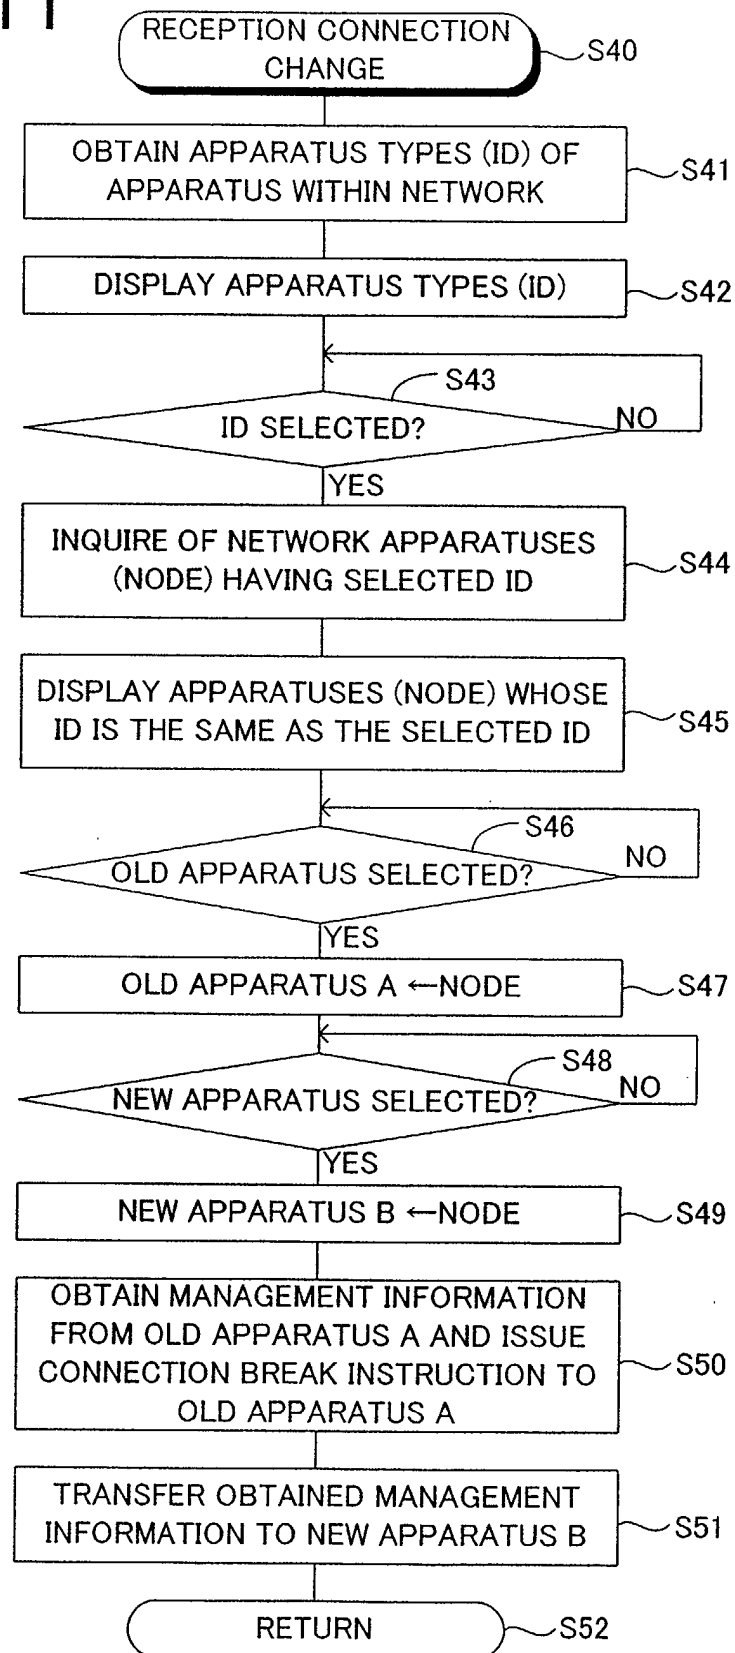 RECEPTION CONNECTION
CHANGE
S40
OBTAIN APPARATUS TYPES (ID) OF
APPARATUS WITHIN NETWORK
S41
DISPLAY APPARATUS TYPES (ID)
S42
S43
ID SELECTED?
NO
YES
INQUIRE OF NETWORK APPARATUSES
(NODE) HAVING SELECTED ID
S44
DISPLAY APPARATUSES (NODE) WHOSE
ID IS THE SAME AS THE SELECTED ID
S45
S46
OLD APPARATUS SELECTED?
NO
YES
OLD APPARATUS A ←NODE
S47
S48
NEW APPARATUS SELECTED?
NO
YES
NEW APPARATUS B ←NODE
S49
OBTAIN MANAGEMENT INFORMATION
FROM OLD APPARATUS A AND ISSUE
CONNECTION BREAK INSTRUCTION TO
OLD APPARATUS A
S50
TRANSFER OBTAINED MANAGEMENT
INFORMATION TO NEW APPARATUS B
S51
RETURN
S52